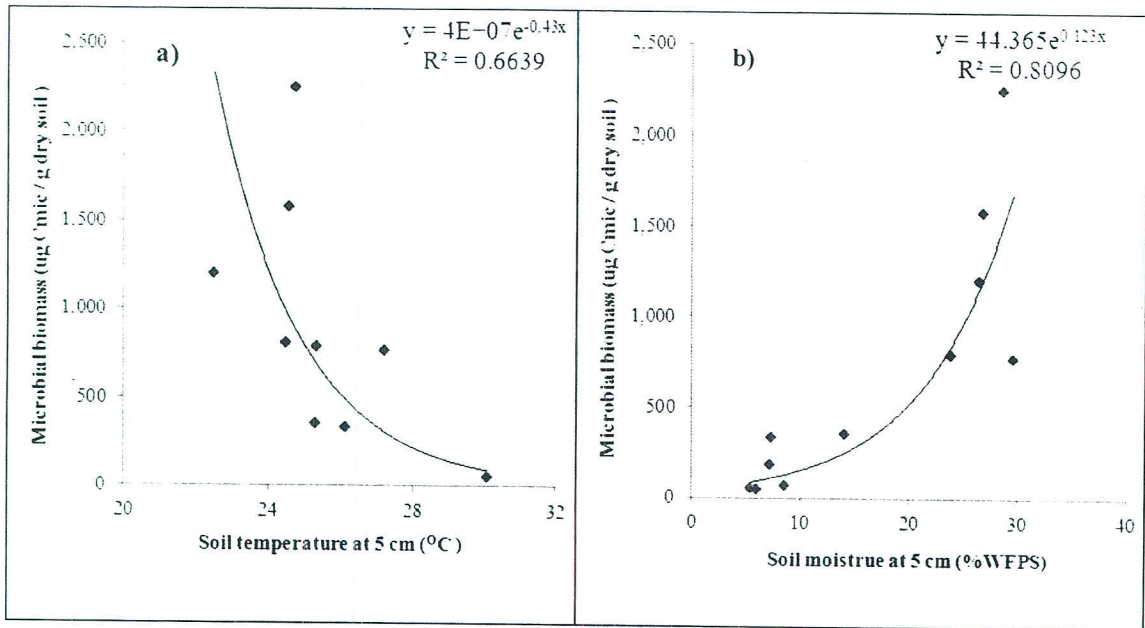 a)
y = 4E-07e^-0.43x
R² = 0.6639
Microbial biomass (ug Cmic / g dry soil)
2.500
2.000
1.500
1.000
500
0
20
24
28
32
Soil temperature at 5 cm (°C)
b)
y = 44.365e^0.123x
R² = 0.8096
Microbial biomass (ug Cmic / g dry soil)
2.500
2,000
1,500
1,000
500
0
0
10
20
30
40
Soil moistrue at 5 cm (%WFPS)